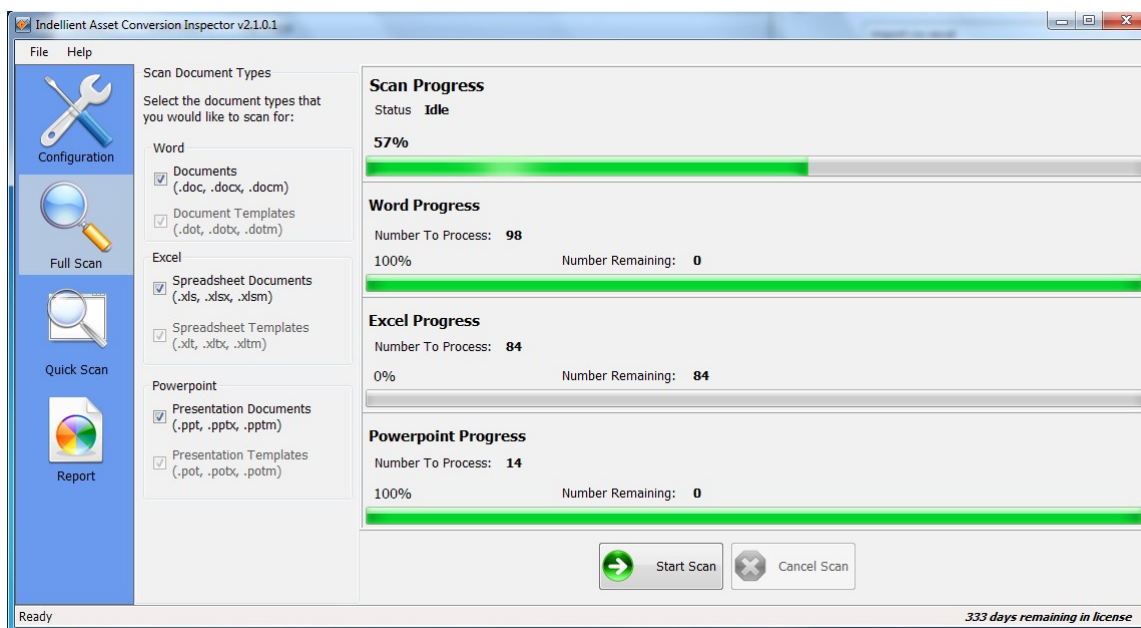 Indellient Asset Conversion Inspector v2.1.0.1
File Help
Configuration
Full Scan
Quick Scan
Report
Scan Document Types
Select the document types that
you would like to scan for:
Word
Documents
(.doc, .docx, .docm)
Document Templates
(.dot, .dotx, .dotm)
Excel
Spreadsheet Documents
(.xls, .xlsx, .xlsm)
Spreadsheet Templates
(.xlt, .xltx, .xltm)
Powerpoint
Presentation Documents
(.ppt, .pptx, .pptm)
Presentation Templates
(.pot, .potx, .potm)
Scan Progress
Status Idle
57%
Word Progress
Number To Process: 98
100% Number Remaining: 0
Excel Progress
Number To Process: 84
0% Number Remaining: 84
Powerpoint Progress
Number To Process: 14
100% Number Remaining: 0
Start Scan Cancel Scan
Ready 333 days remaining in license